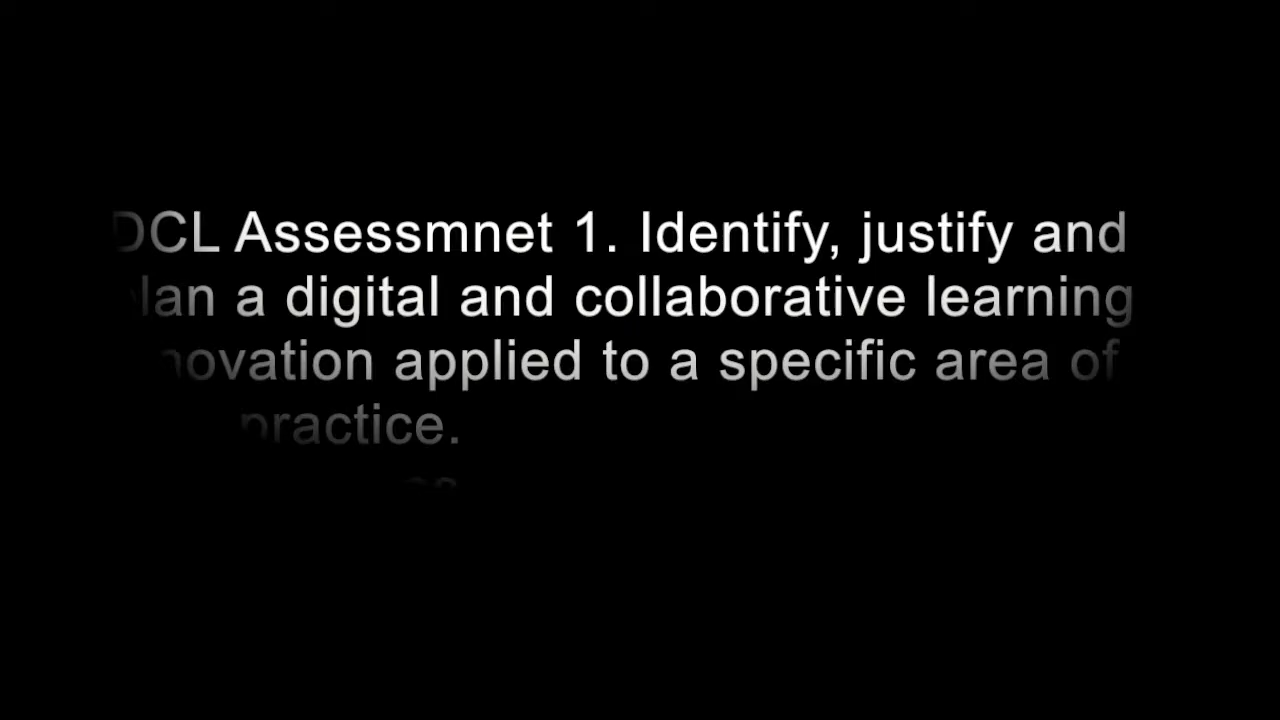 DCL Assessmnet 1. Identify, justify and
plan a digital and collaborative learning
innovation applied to a specific area of
practice.